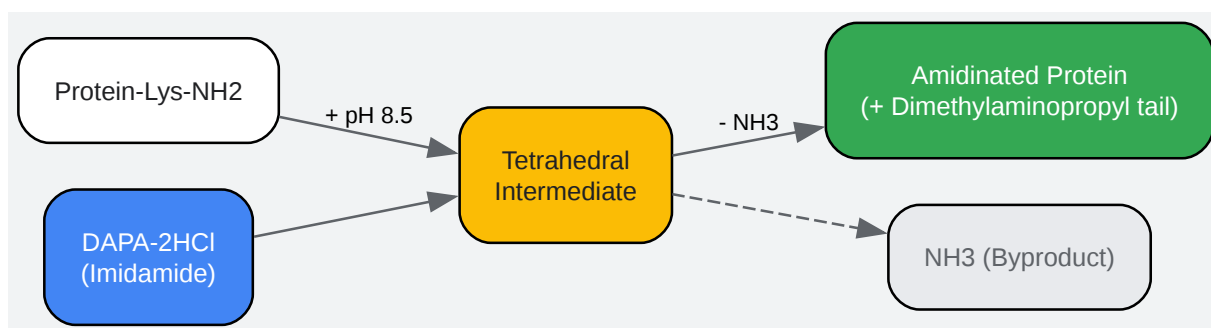 Protein-Lys-NH2
+ pH 8.5
DAPA-2HCl
(Imidamide)
Tetrahedral
Intermediate
- NH3
Amidinated Protein
(+ Dimethylaminopropyl tail)
NH3 (Byproduct)